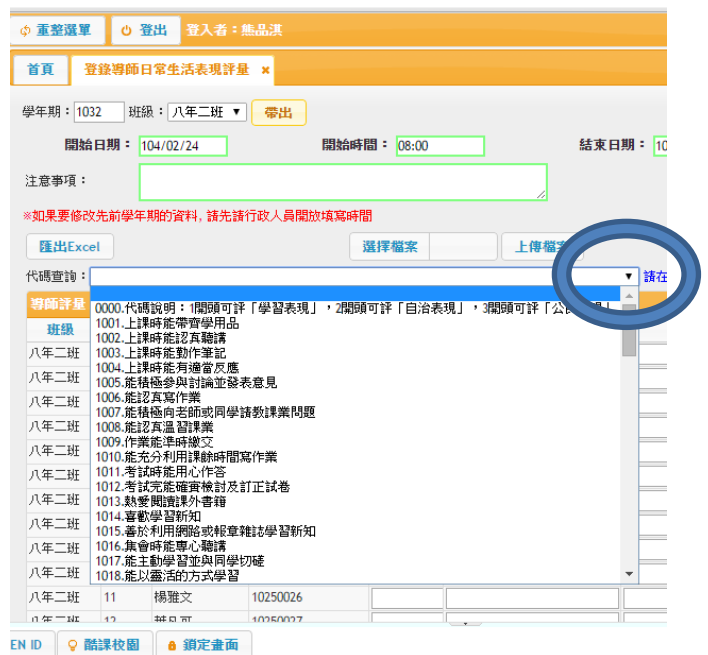 重整選單 登出 登入者：熊品淇
首頁 登錄導師日常生活表現評量 ×
學年期：1032 班級：八年二班 ▼ 帶出
開始日期：104/02/24 開始時間：08:00 結束日期：10
注意事項：
※如果要修改先前學年期的資料，請先請行政人員開放填寫時間
匯出Excel 選擇檔案 上傳檔案
代碼查詢： ▼ 請在
導師評量
0000.代碼說明：1開頭可評「學習表現」，2開頭可評「自治表現」，3開頭可評「公
班級
1001.上課時能帶齊學用品
1002.上課時能認真聽講
八年二班
1003.上課時能勤作筆記
1004.上課時能有適當反應
八年二班
1005.能積極參與討論並發表意見
1006.能認真寫作業
八年二班
1007.能積極向老師或同學請教課業問題
八年二班
1008.能認真溫習課業
1009.作業能準時繳交
八年二班
1010.能充分利用課餘時間寫作業
八年二班
1011.考試時能用心作答
1012.考試完能確實檢討及訂正試卷
八年二班
1013.熱愛閱讀課外書籍
1014.喜歡學習新知
八年二班
1015.善於利用網路或報章雜誌學習新知
八年二班
1016.集會時能專心聽講
1017.能主動學習並與同學切磋
八年二班
1018.能以靈活的方式學習
八年二班 11 楊雅文 10250026
八年二班 12 10250027
EN ID 酷課校園 鎖定畫面